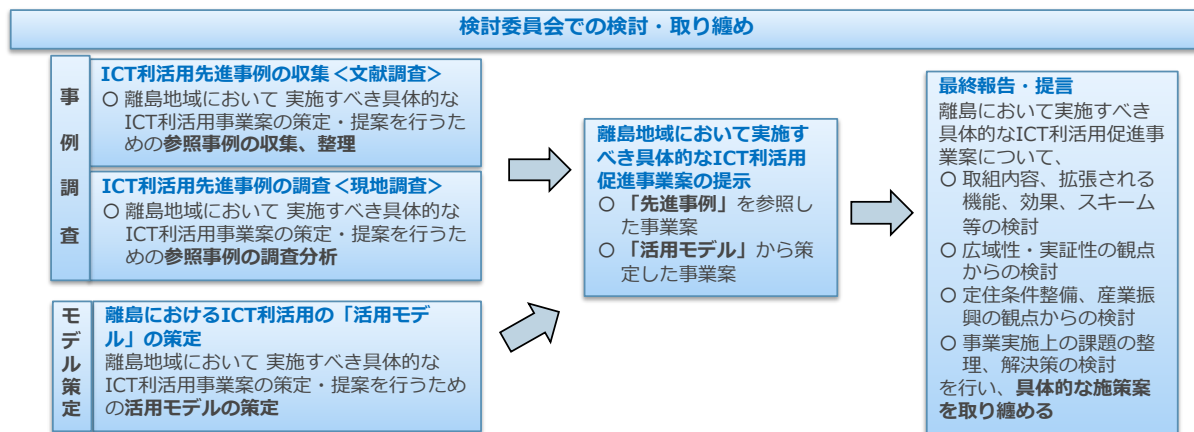 検討委員会での検討・取り纏め
事例調査
ICT利活用先進事例の収集＜文献調査＞
○ 離島地域において 実施すべき具体的な
ICT利活用事業案の策定・提案を行うた
めの参照事例の収集、整理
ICT利活用先進事例の調査＜現地調査＞
○ 離島地域において 実施すべき具体的な
ICT利活用事業案の策定・提案を行うた
めの参照事例の調査分析
モデル策定
離島におけるICT利活用の「活用モデ
ル」の策定
離島地域において 実施すべき具体的な
ICT利活用事業案の策定・提案を行うため
の活用モデルの策定
離島地域において実施す
べき具体的なICT利活用
促進事業案の提示
○ 「先進事例」を参照し
た事業案
○ 「活用モデル」から策
定した事業案
最終報告・提言
離島において実施すべき
具体的なICT利活用促進事
業案について、
○ 取組内容、拡張される
機能、効果、スキーム
等の検討
○ 広域性・実証性の観点
からの検討
○ 定住条件整備、産業振
興の観点からの検討
○ 事業実施上の課題の整
理、解決策の検討
を行い、具体的な施策案
を取り纏める